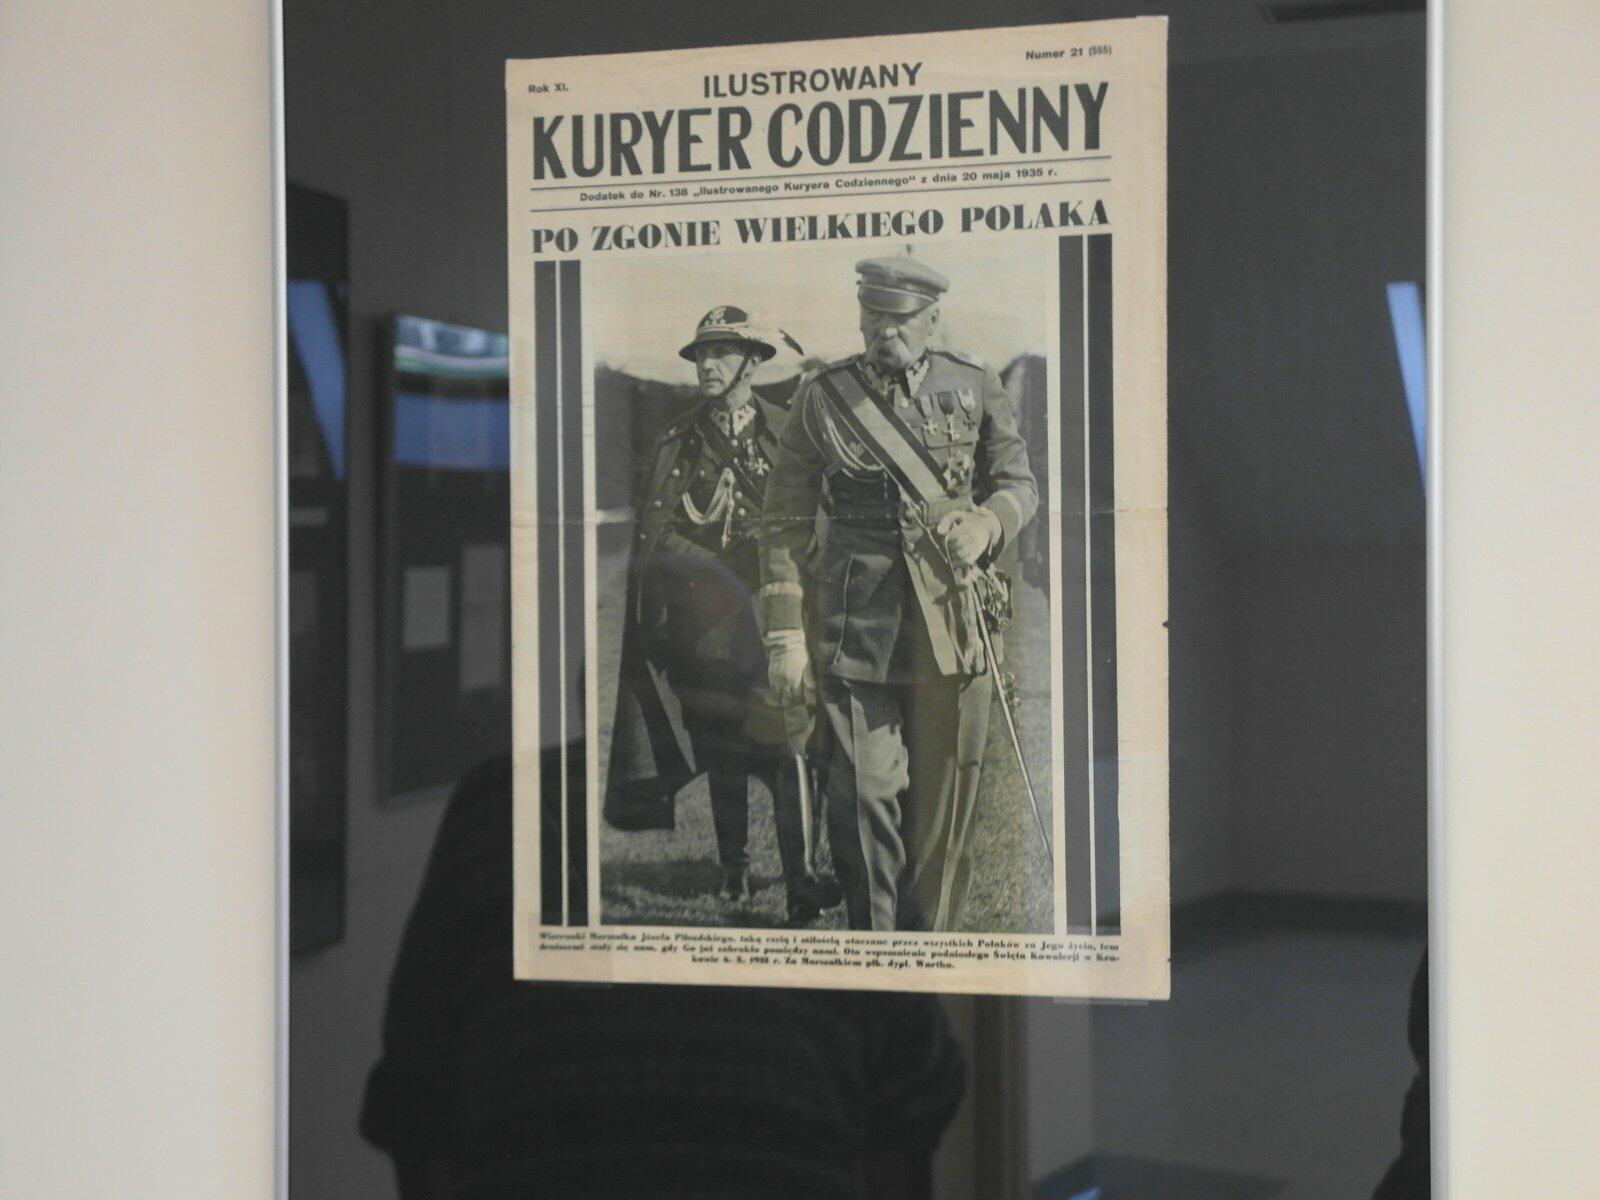 Rok XI.
Numer 21 (555)
ILUSTROWANY
KURYER CODZIENNY
Dodatek do Nr. 138 „Ilustrowanego Kuryera Codziennego“ z dnia 20 maja 1935 r.
PO ZGONIE WIELKIEGO POLAKA
Wizerunki Marszałka Józefa Piłsudskiego, taką czcią i miłością otaczane przez wszystkich Polaków za Jego życia, tem
droższemi stały się nam, gdy Go już zabrakło pomiędzy nami. Oto wspomnienie podniosłego Święta Kawalerji w Kra-
kowie 6. X. 1933 r. Za Marszałkiem płk. dypl. Wartha.